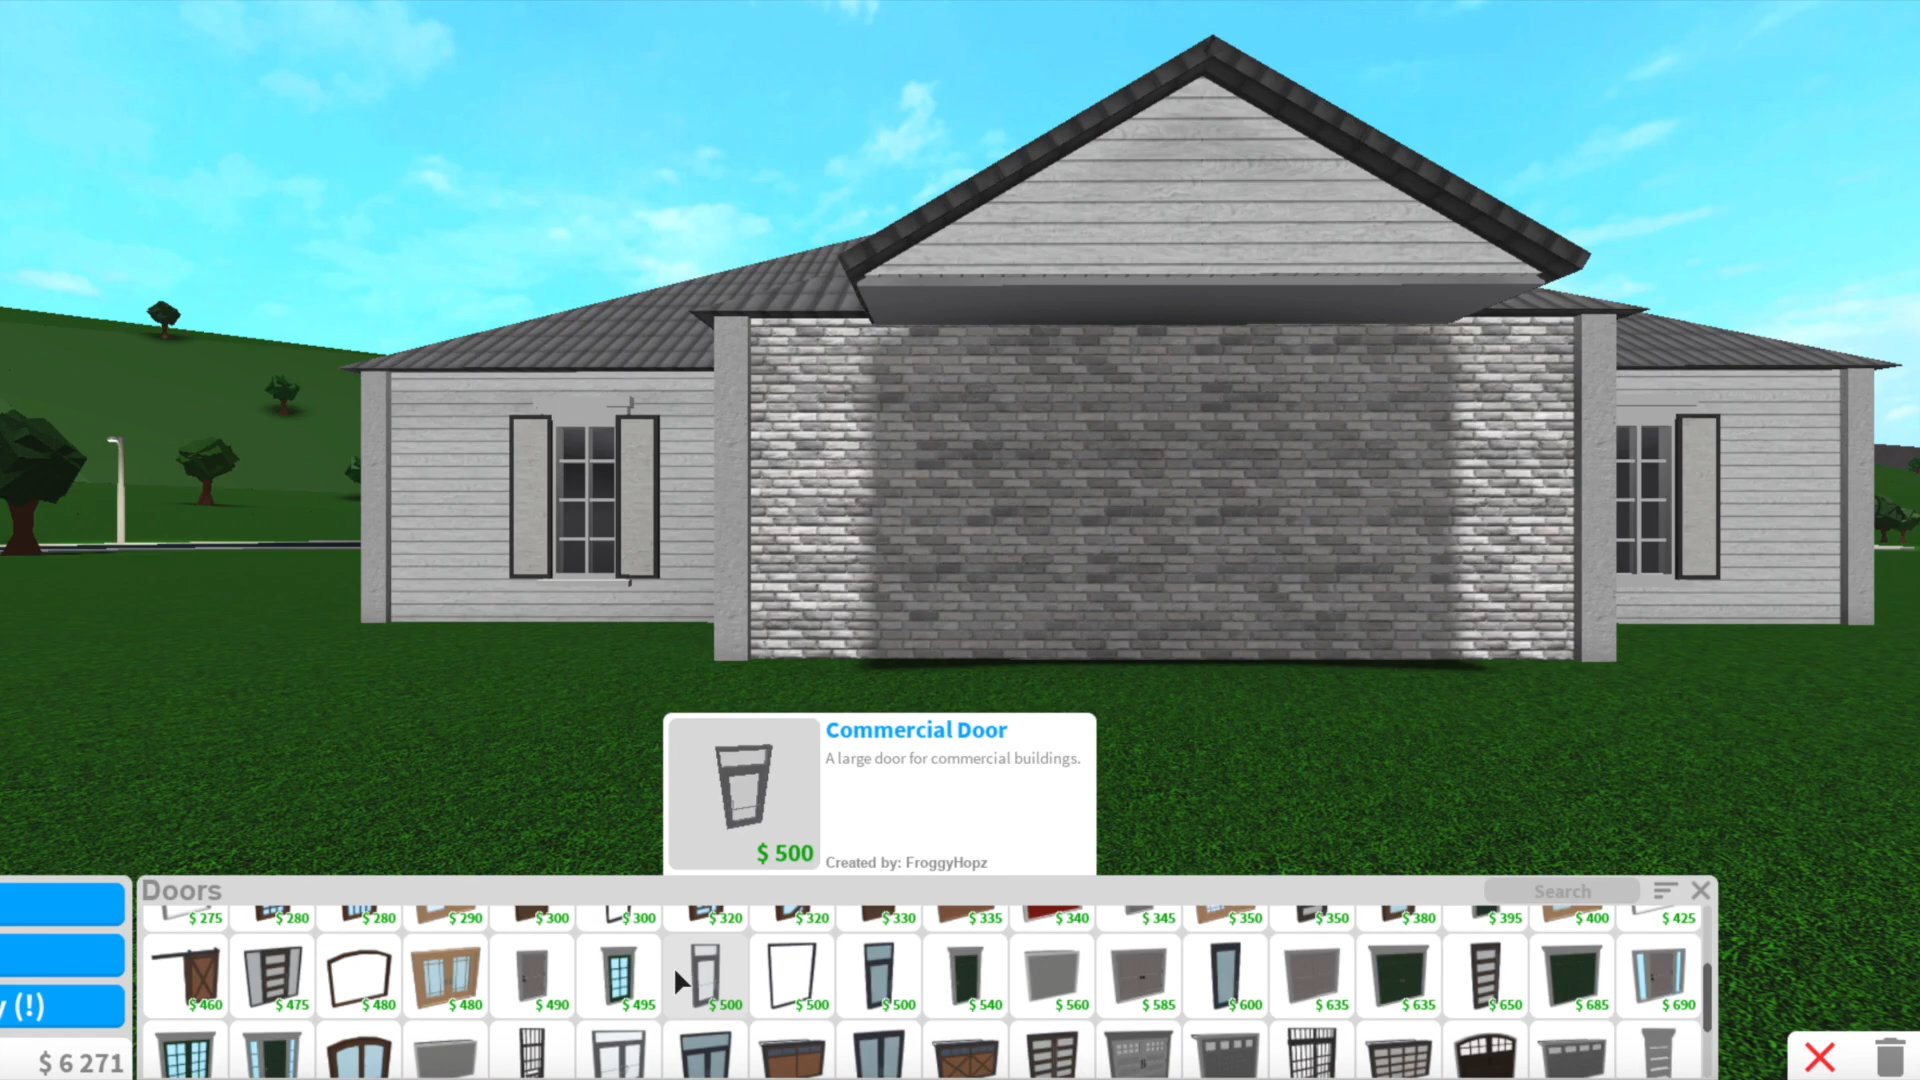 Commercial Door
A large door for commercial buildings.
$ 500
Created by: FroggyHopz
Doors
Search
$ 275 $ 280 $ 280 $ 290 $ 300 $ 300 $ 320 $ 320 $ 330 $ 335 $ 340 $ 345 $ 350 $ 350 $ 380 $ 395 $ 400 $ 425
$ 460 $ 475 $ 480 $ 480 $ 490 $ 495 $ 500 $ 500 $ 500 $ 540 $ 560 $ 585 $ 600 $ 635 $ 635 $ 650 $ 685 $ 690
(!)
$ 6 271